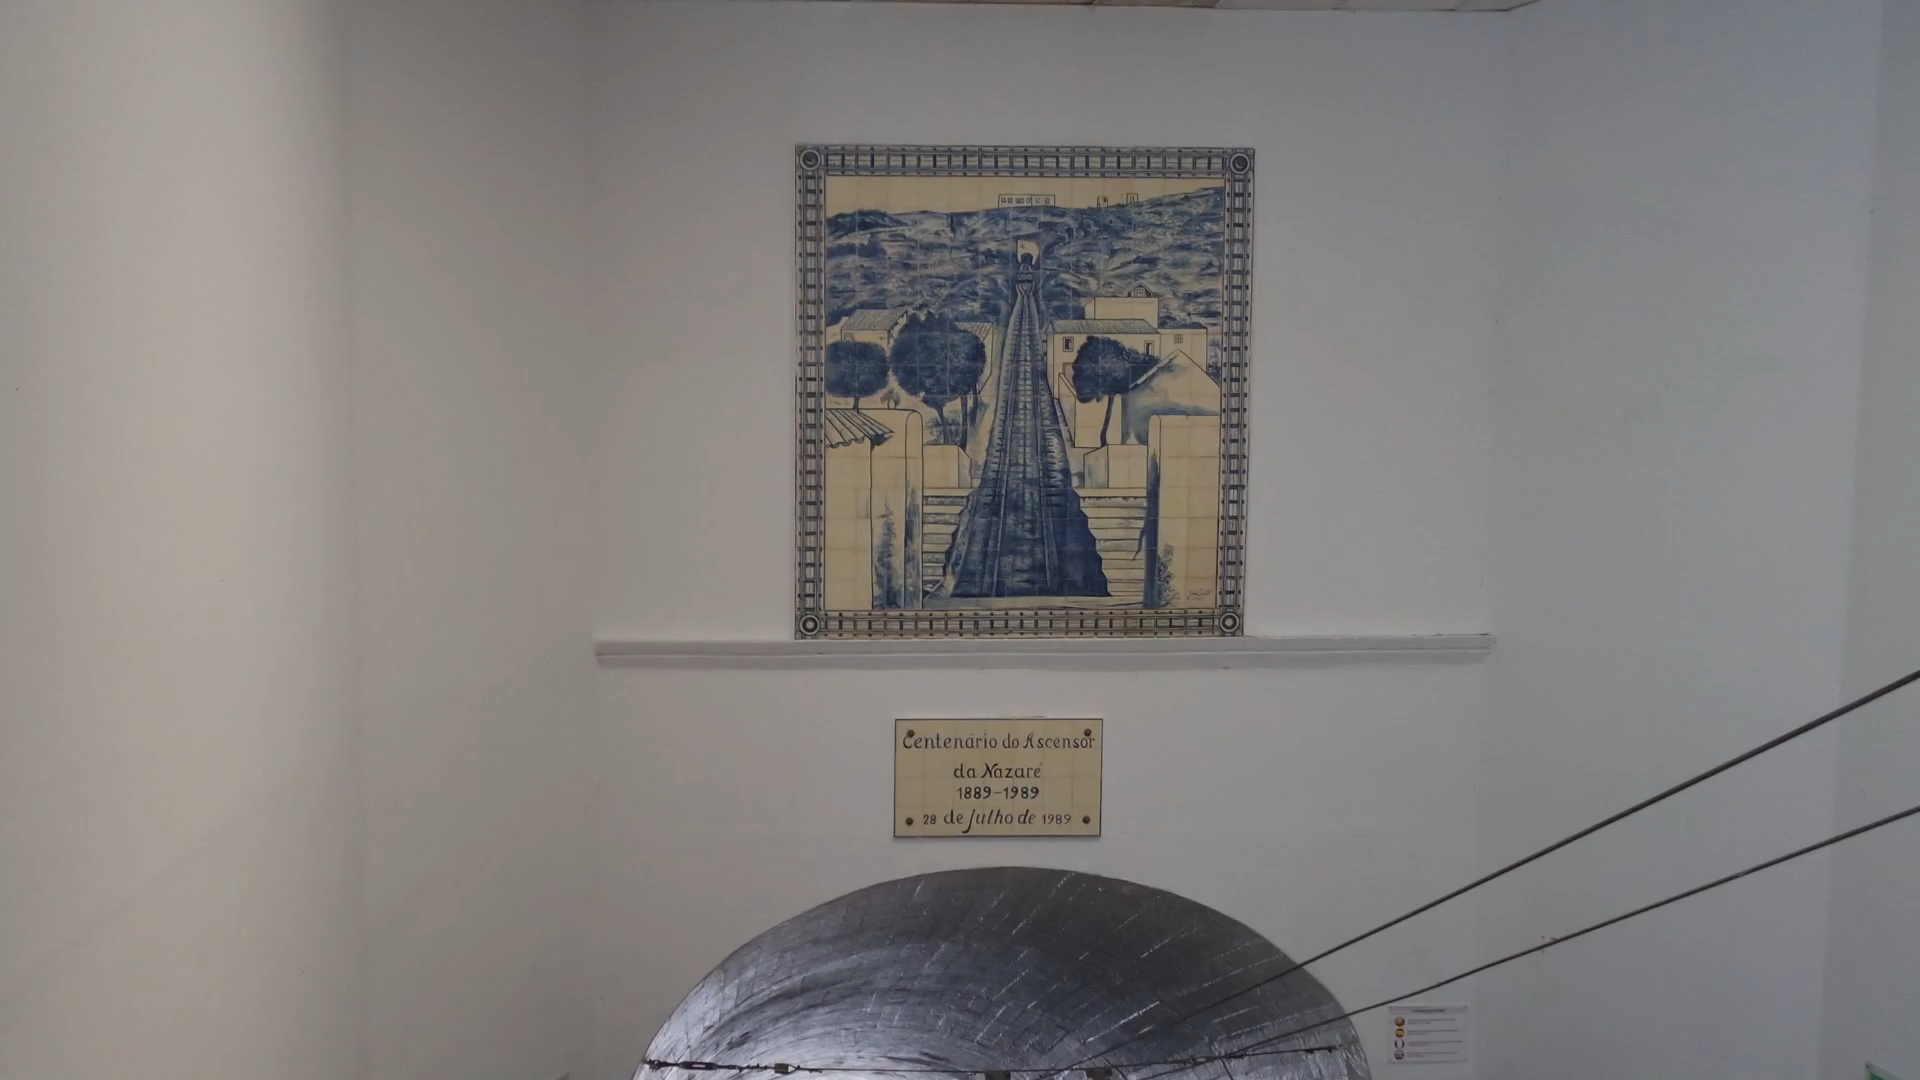 Centenário do Ascensor
da Nazaré
1889-1989
28 de Julho de 1989